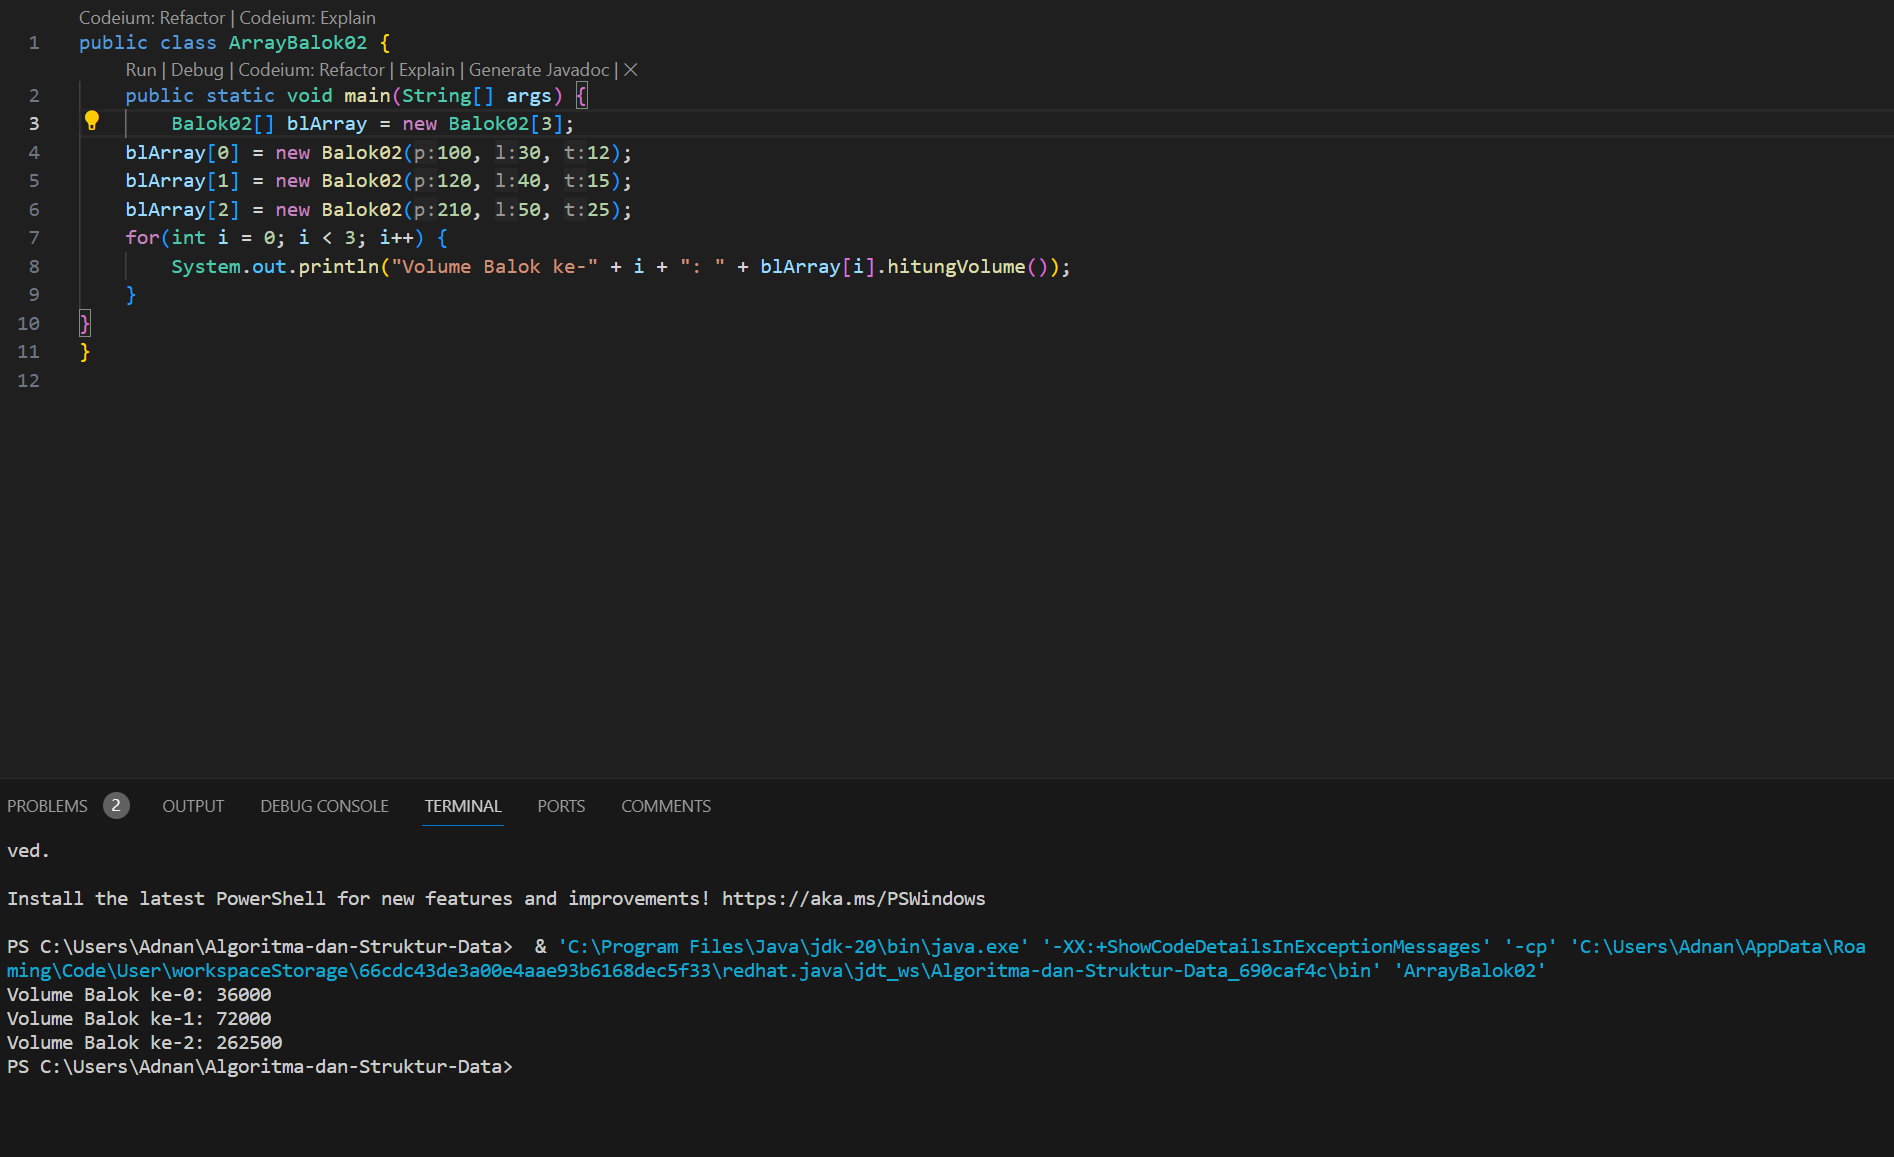 Codeium: Refactor | Codeium: Explain
1 public class ArrayBalok02 {
Run | Debug | Codeium: Refactor | Explain | Generate Javadoc | ✕
2 public static void main(String[] args) {
3 Balok02[] blArray = new Balok02[3];
4 blArray[0] = new Balok02(p:100, l:30, t:12);
5 blArray[1] = new Balok02(p:120, l:40, t:15);
6 blArray[2] = new Balok02(p:210, l:50, t:25);
7 for(int i = 0; i < 3; i++) {
8 System.out.println("Volume Balok ke-" + i + ": " + blArray[i].hitungVolume());
9 }
10 }
11 }
12
PROBLEMS 2 OUTPUT DEBUG CONSOLE TERMINAL PORTS COMMENTS
ved.
Install the latest PowerShell for new features and improvements! https://aka.ms/PSWindows
PS C:\Users\Adnan\Algoritma-dan-Struktur-Data>  & 'C:\Program Files\Java\jdk-20\bin\java.exe' '-XX:+ShowCodeDetailsInExceptionMessages' '-cp' 'C:\Users\Adnan\AppData\Roa
ming\Code\User\workspaceStorage\66cdc43de3a00e4aae93b6168dec5f33\redhat.java\jdt_ws\Algoritma-dan-Struktur-Data_690caf4c\bin' 'ArrayBalok02'
Volume Balok ke-0: 36000
Volume Balok ke-1: 72000
Volume Balok ke-2: 262500
PS C:\Users\Adnan\Algoritma-dan-Struktur-Data>